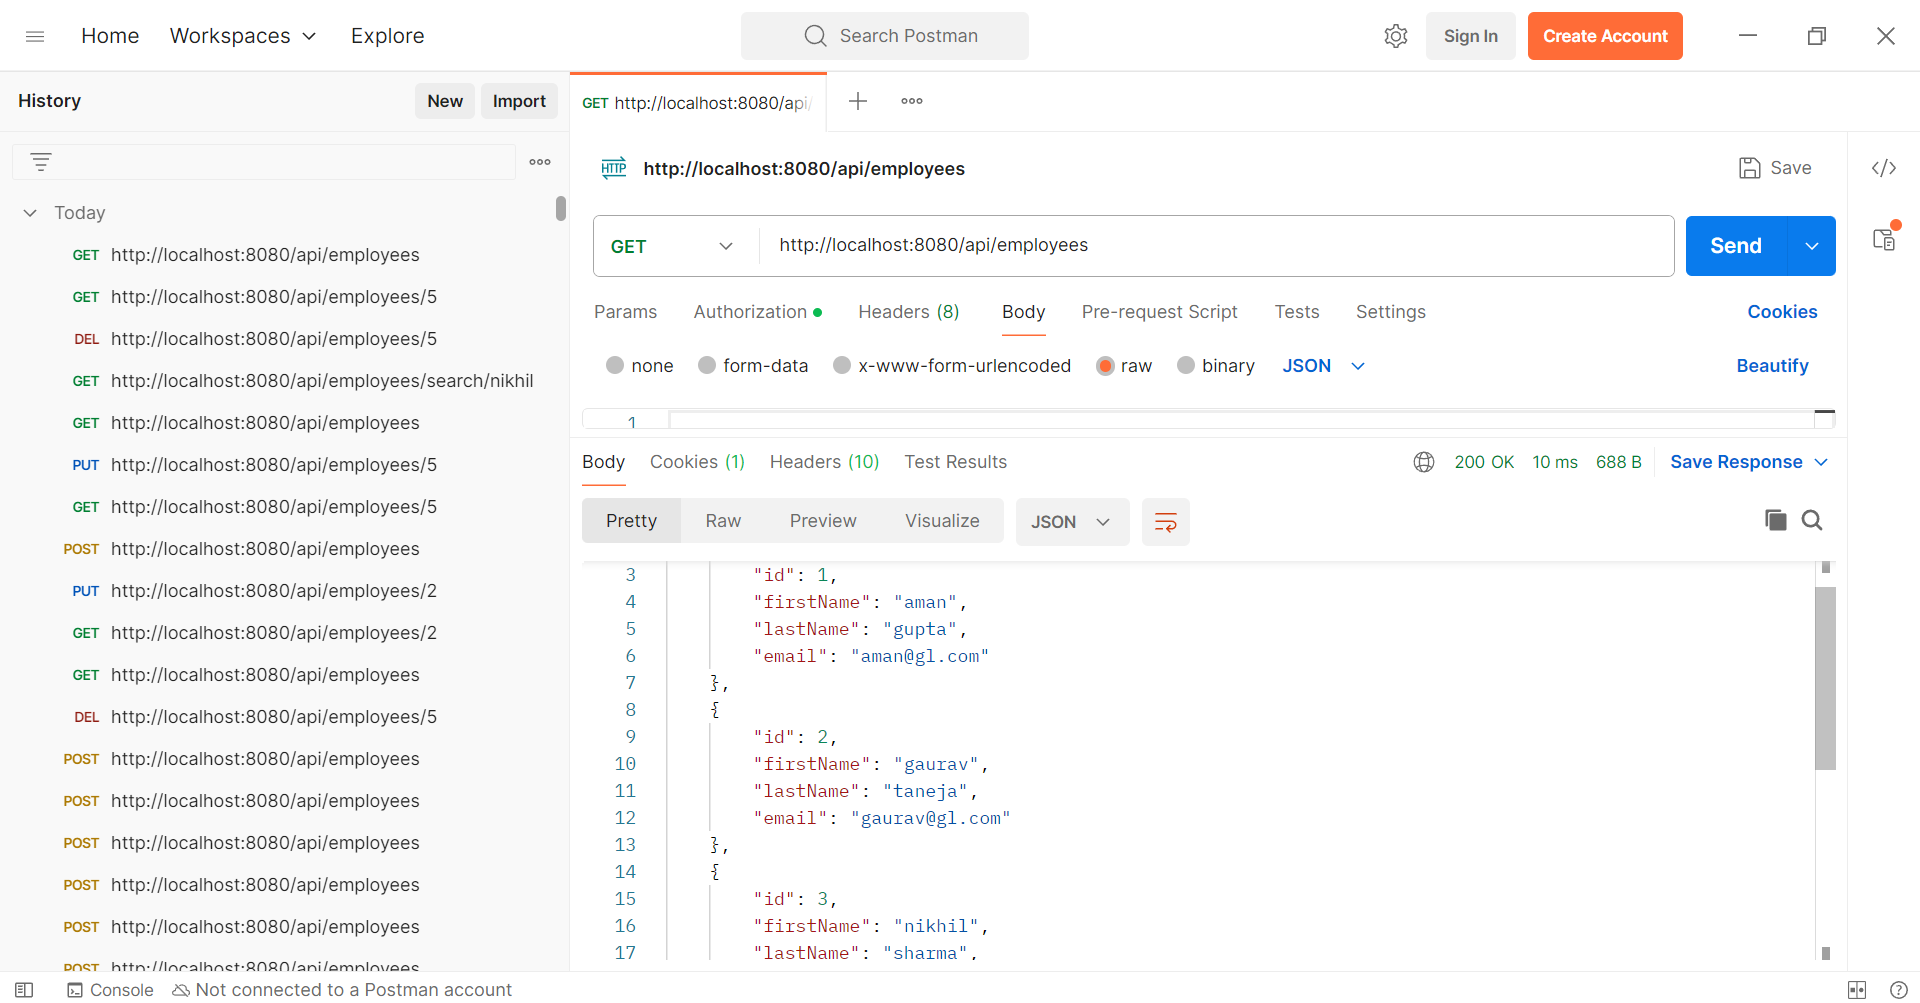 Home Workspaces Explore Search Postman Sign In Create Account
History New Import
GET http://localhost:8080/api/
HTTP http://localhost:8080/api/employees Save
Today
GET http://localhost:8080/api/employees
GET http://localhost:8080/api/employees/5
DEL http://localhost:8080/api/employees/5
GET http://localhost:8080/api/employees/search/nikhil
GET http://localhost:8080/api/employees
PUT http://localhost:8080/api/employees/5
GET http://localhost:8080/api/employees/5
POST http://localhost:8080/api/employees
PUT http://localhost:8080/api/employees/2
GET http://localhost:8080/api/employees/2
GET http://localhost:8080/api/employees
DEL http://localhost:8080/api/employees/5
POST http://localhost:8080/api/employees
POST http://localhost:8080/api/employees
POST http://localhost:8080/api/employees
POST http://localhost:8080/api/employees
POST http://localhost:8080/api/employees
POST http://localhost:8080/api/employees
GET http://localhost:8080/api/employees Send
Params Authorization Headers (8) Body Pre-request Script Tests Settings Cookies
none form-data x-www-form-urlencoded raw binary JSON Beautify
1
Body Cookies (1) Headers (10) Test Results 200 OK 10 ms 688 B Save Response
Pretty Raw Preview Visualize JSON
3 "id": 1,
4 "firstName": "aman",
5 "lastName": "gupta",
6 "email": "aman@gl.com"
7 },
8 {
9 "id": 2,
10 "firstName": "gaurav",
11 "lastName": "taneja",
12 "email": "gaurav@gl.com"
13 },
14 {
15 "id": 3,
16 "firstName": "nikhil",
17 "lastName": "sharma",
Console Not connected to a Postman account